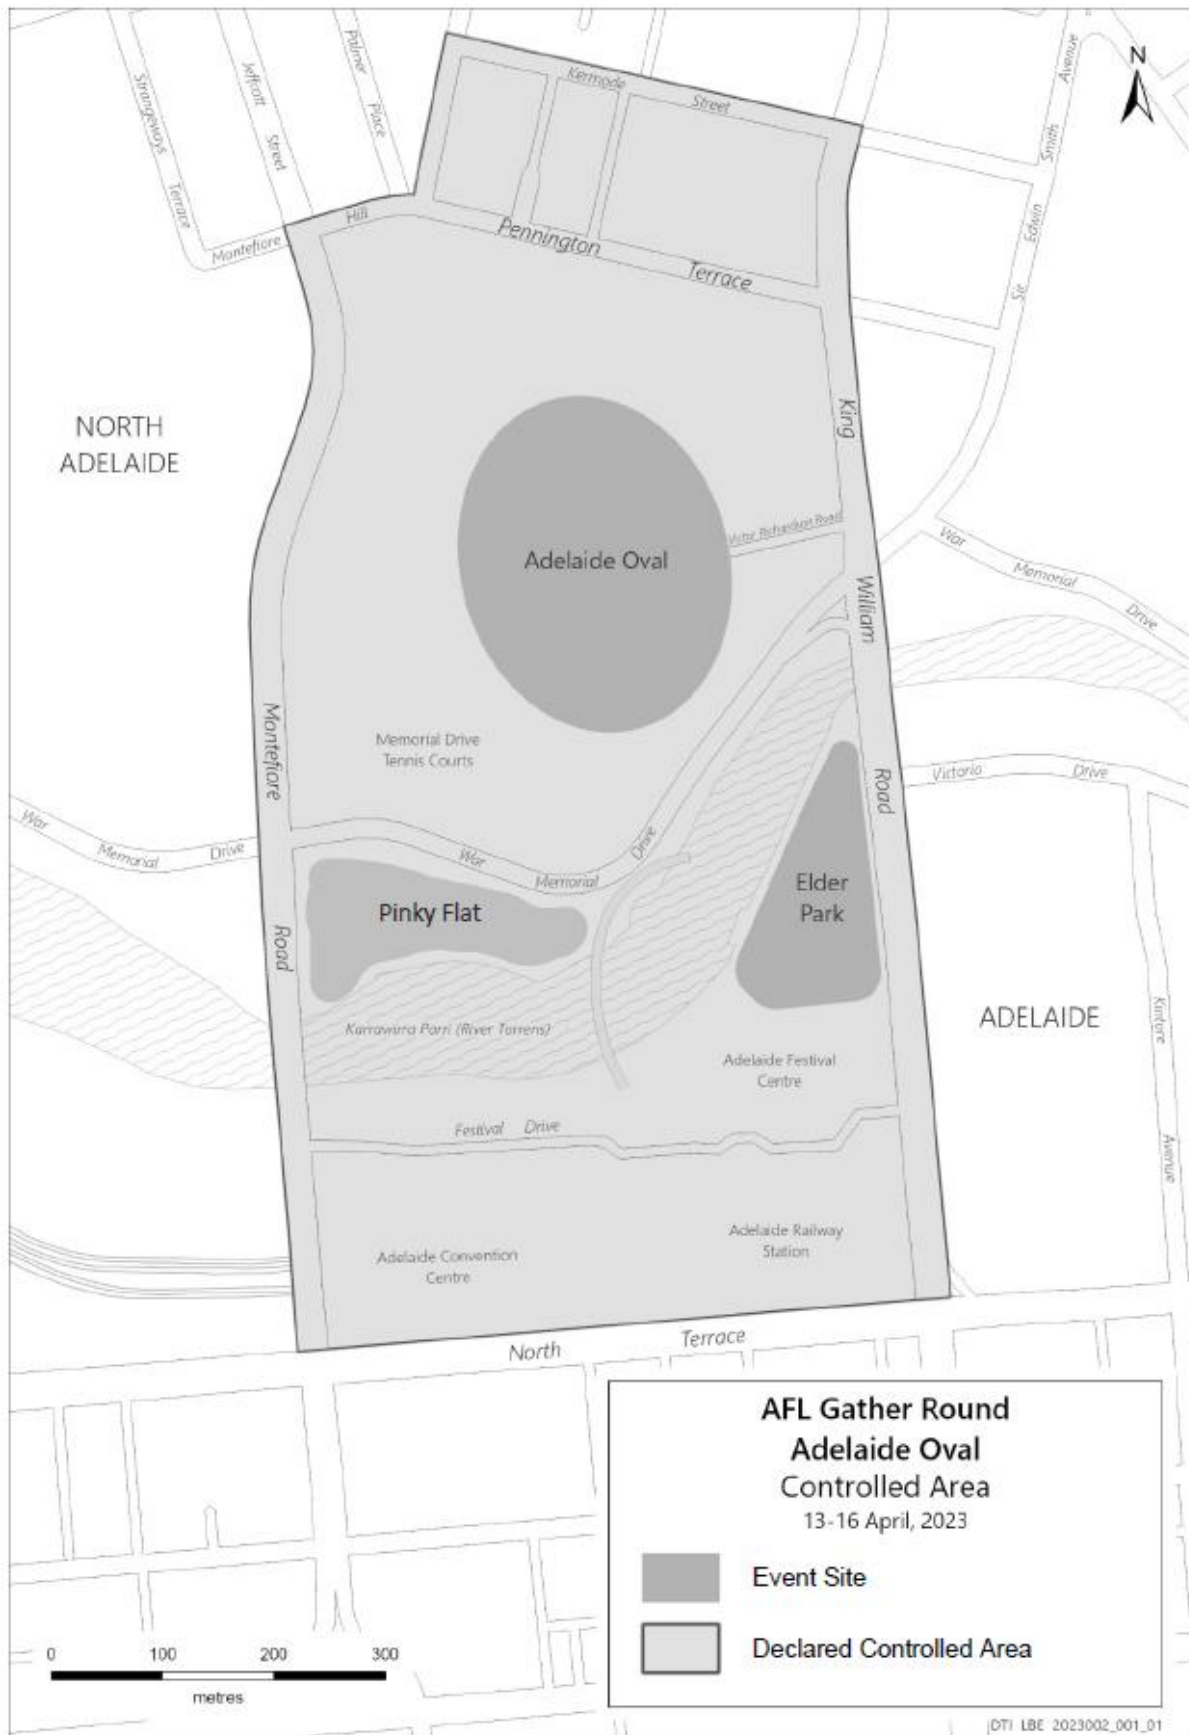 N
Palmer
Place
Jeffcott
Street
Strangeways
Terrace
Montefiore
Hill
Kermode
Street
Pennington
Terrace
Smith
Avenue
Edwin
Sir
NORTH
ADELAIDE
King
William
Road
Adelaide Oval
Victor Richardson Road
War
Memorial
Drive
Montefiore
Road
Memorial Drive
Tennis Courts
Victoria
Drive
War
Memorial
Drive
War
Memorial
Drive
Pinky Flat
Elder
Park
Karrawirra Parri (River Torrens)
ADELAIDE
Kintore
Avenue
Adelaide Festival
Centre
Festival Drive
Adelaide Railway
Station
Adelaide Convention
Centre
North
Terrace
AFL Gather Round
Adelaide Oval
Controlled Area
13-16 April, 2023
Event Site
Declared Controlled Area
0 100 200 300
metres
DTI LBE 2023002_001_01